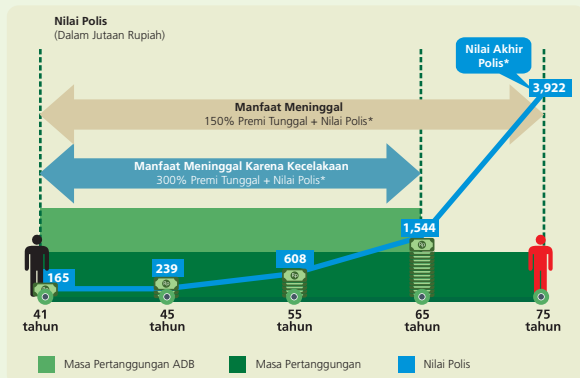 Nilai Polis
(Dalam Jutaan Rupiah)
Nilai Akhir
Polis*
3,922
Manfaat Meninggal
150% Premi Tunggal + Nilai Polis*
Manfaat Meninggal Karena Kecelakaan
300% Premi Tunggal + Nilai Polis*
1,544
608
239
165
41
tahun
45
tahun
55
tahun
65
tahun
75
tahun
Masa Pertanggungan ADB
Masa Pertanggungan
Nilai Polis